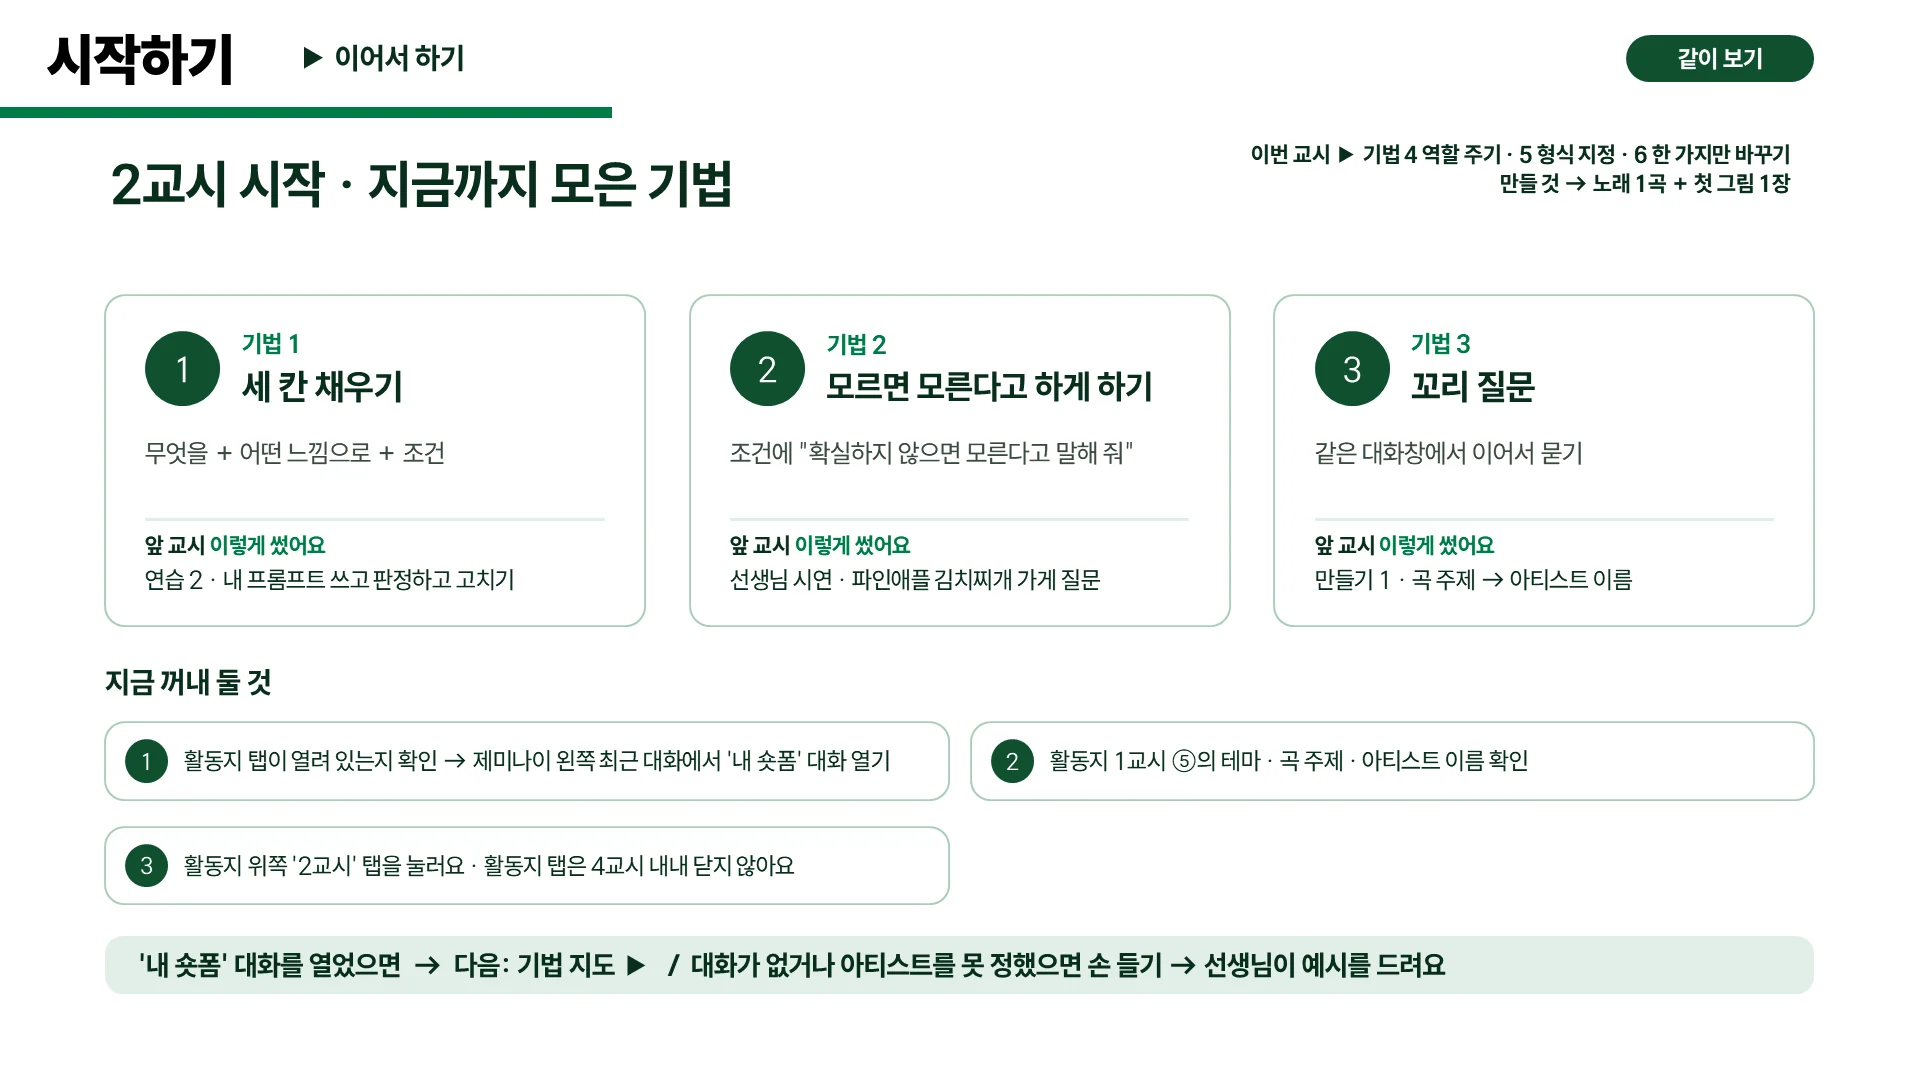 시작하기
▶ 이어서 하기
같이 보기
2교시 시작 · 지금까지 모은 기법
이번 교시 ▶ 기법 4 역할 주기 · 5 형식 지정 · 6 한 가지만 바꾸기
만들 것 → 노래 1곡 + 첫 그림 1장
1
기법 1
세 칸 채우기
무엇을 + 어떤 느낌으로 + 조건
앞 교시 이렇게 썼어요
연습 2 · 내 프롬프트 쓰고 판정하고 고치기
2
기법 2
모르면 모른다고 하게 하기
조건에 "확실하지 않으면 모른다고 말해 줘"
앞 교시 이렇게 썼어요
선생님 시연 · 파인애플 김치찌개 가게 질문
3
기법 3
꼬리 질문
같은 대화창에서 이어서 묻기
앞 교시 이렇게 썼어요
만들기 1 · 곡 주제 → 아티스트 이름
지금 꺼내 둘 것
1 활동지 탭이 열려 있는지 확인 → 제미나이 왼쪽 최근 대화에서 '내 숏폼' 대화 열기
2 활동지 1교시 ⑤의 테마 · 곡 주제 · 아티스트 이름 확인
3 활동지 위쪽 '2교시' 탭을 눌러요 · 활동지 탭은 4교시 내내 닫지 않아요
'내 숏폼' 대화를 열었으면 → 다음: 기법 지도 ▶ / 대화가 없거나 아티스트를 못 정했으면 손 들기 → 선생님이 예시를 드려요